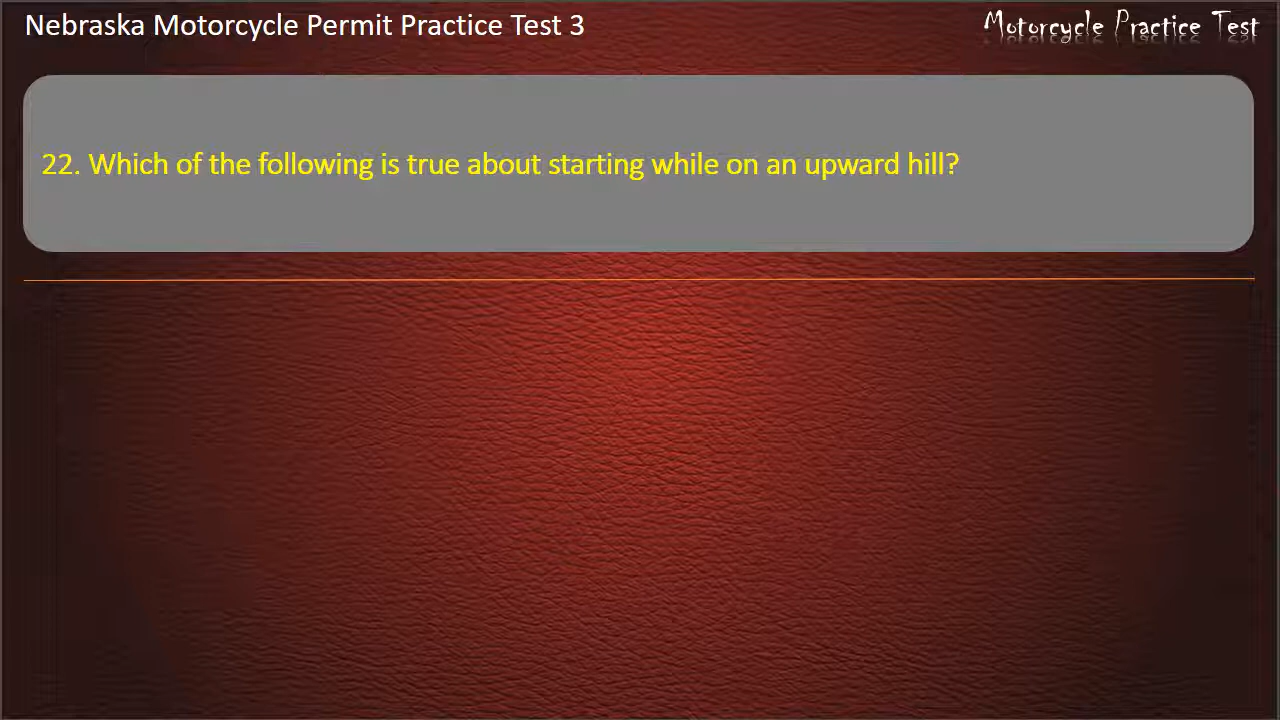 Nebraska Motorcycle Permit Practice Test 3
Motorcycle Practice Test
22. Which of the following is true about starting while on an upward hill?